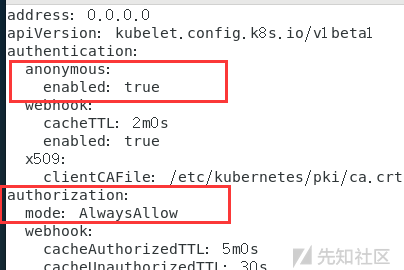 address: 0.0.0.0
apiVersion: kubelet.config.k8s.io/v1beta1
authentication:
  anonymous:
    enabled: true
  webhook:
    cacheTTL: 2m0s
    enabled: true
  x509:
    clientCAFile: /etc/kubernetes/pki/ca.crt
authorization:
  mode: AlwaysAllow
  webhook:
    cacheAuthorizedTTL: 5m0s
    cacheUnauthorizedTTL: 30s
先知社区